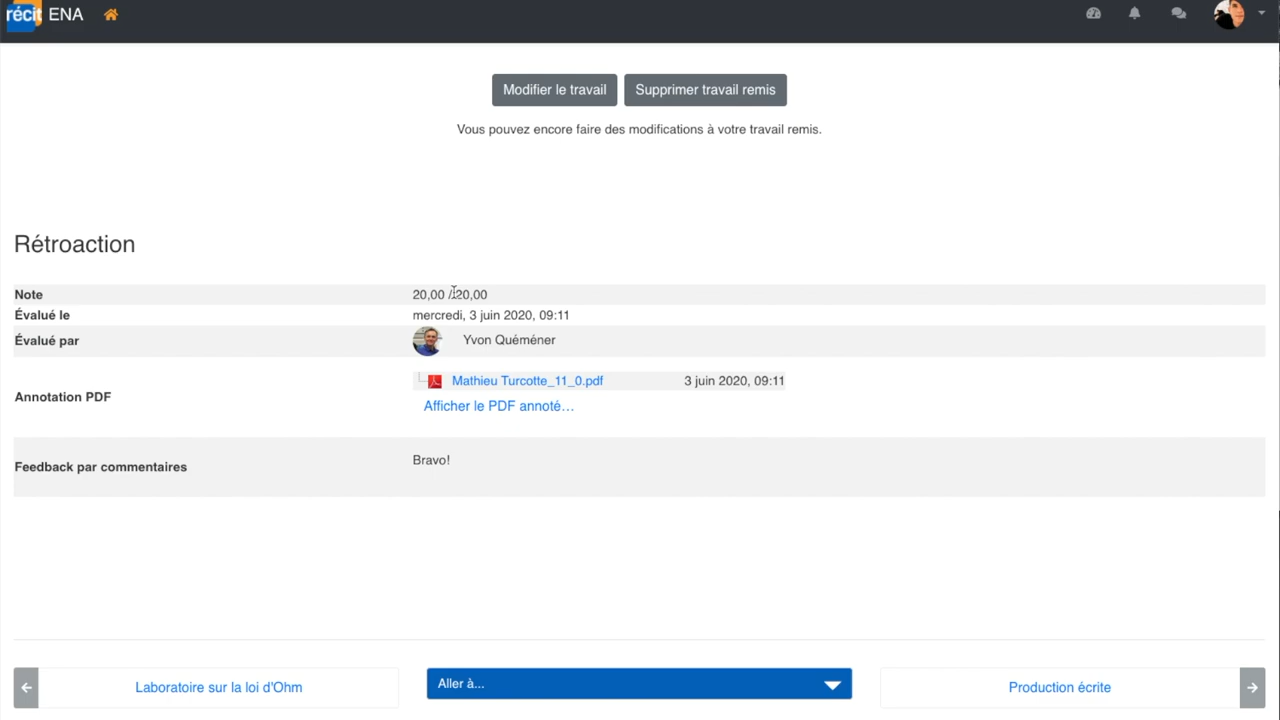 récit ENA
Modifier le travail Supprimer travail remis
Vous pouvez encore faire des modifications à votre travail remis.
Rétroaction
Note 20,00 / 20,00
Évalué le mercredi, 3 juin 2020, 09:11
Évalué par Yvon Quéméner
Mathieu Turcotte_11_0.pdf 3 juin 2020, 09:11
Annotation PDF
Afficher le PDF annoté…
Feedback par commentaires Bravo!
Laboratoire sur la loi d'Ohm Aller à... Production écrite